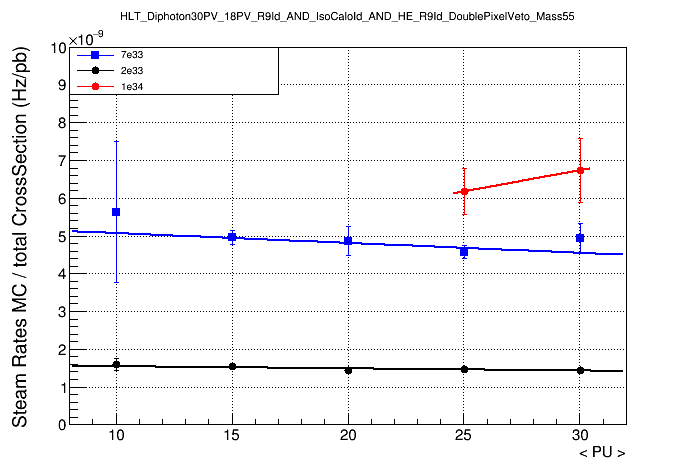 HLT_Diphoton30PV_18PV_R9Id_AND_IsoCaloId_AND_HE_R9Id_DoublePixelVeto_Mass55
×10⁻⁹
Steam Rates MC / total CrossSection (Hz/pb)
10
9
8
7
6
5
4
3
2
1
0
7e33
2e33
1e34
10 15 20 25 30
< PU >